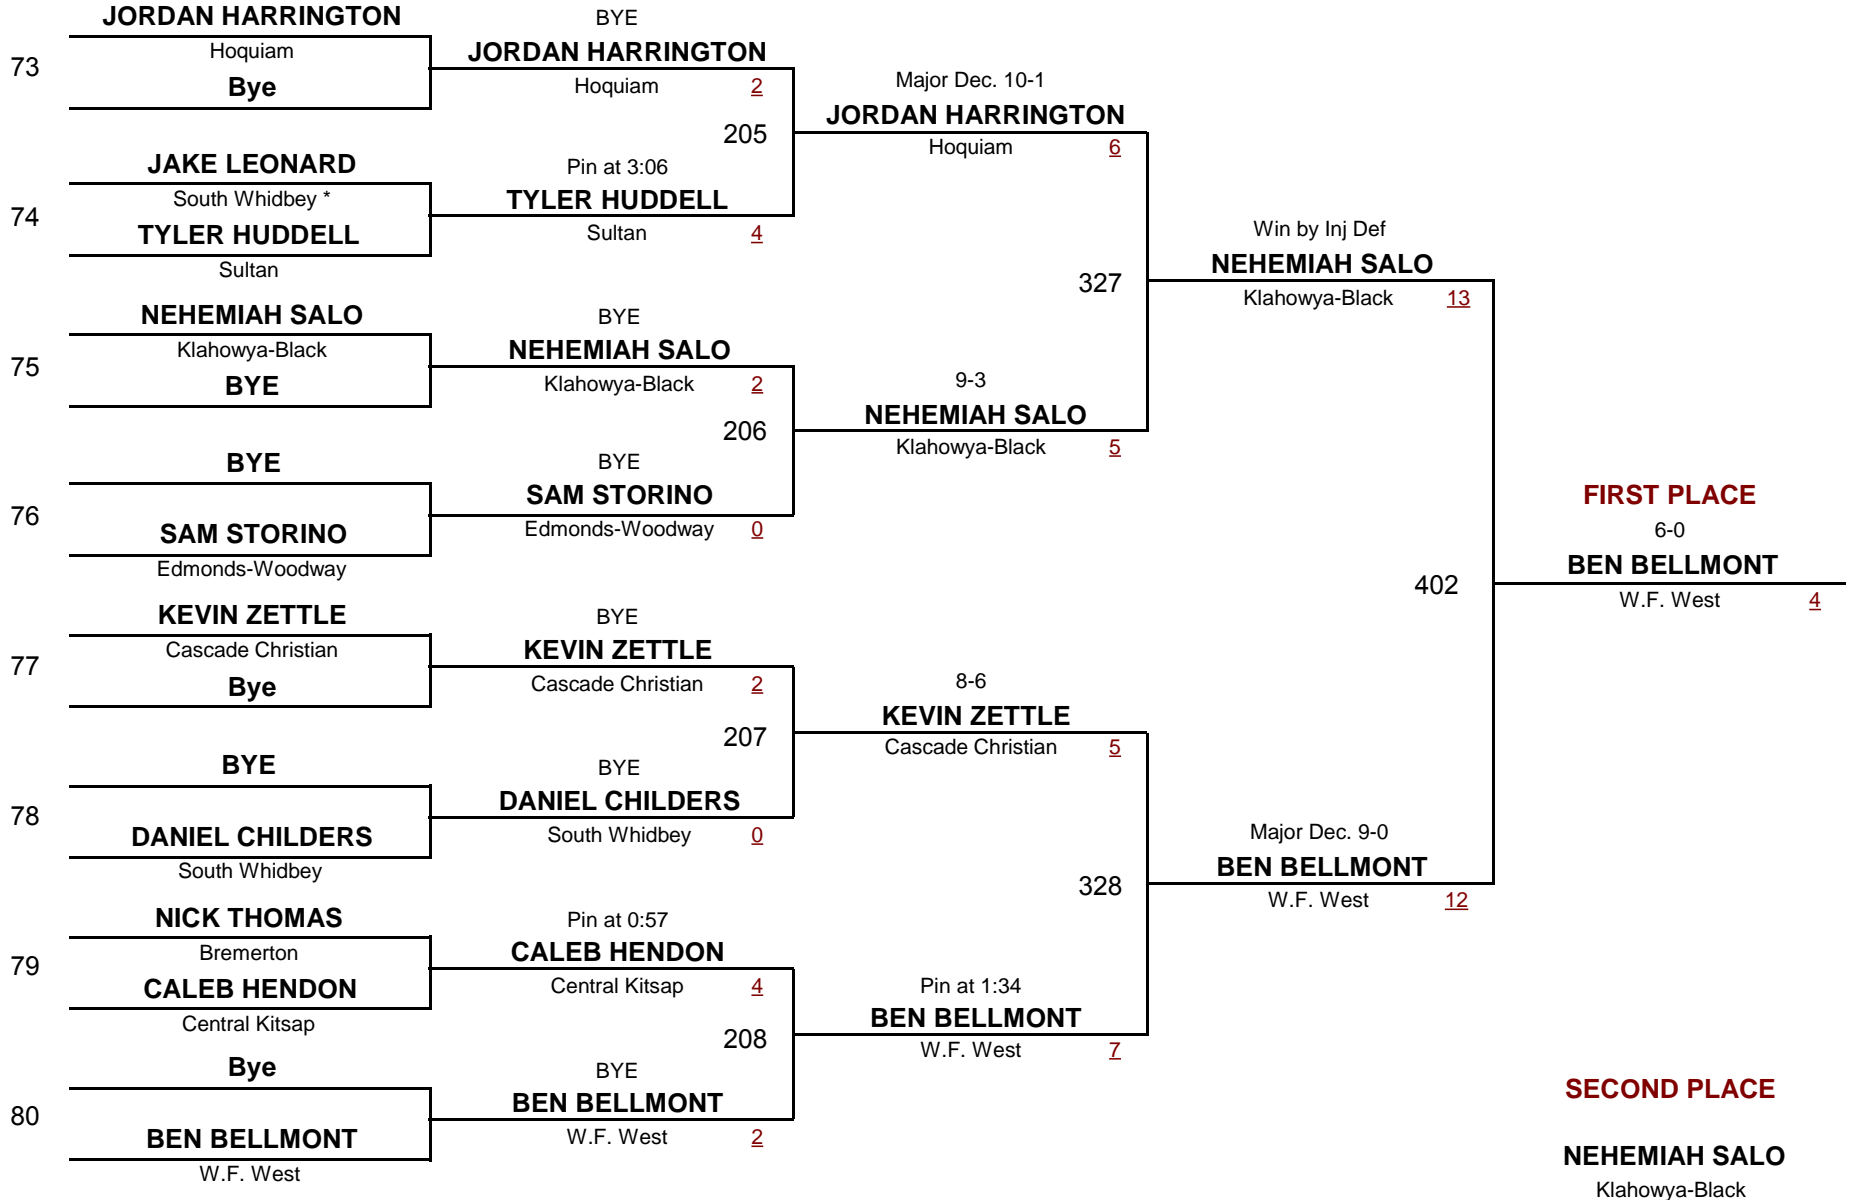 JORDAN HARRINGTON
Hoquiam
73
Bye
JAKE LEONARD
South Whidbey *
74
TYLER HUDDELL
Sultan
NEHEMIAH SALO
Klahowya-Black
75
BYE
BYE
76
SAM STORINO
Edmonds-Woodway
KEVIN ZETTLE
Cascade Christian
77
Bye
BYE
78
DANIEL CHILDERS
South Whidbey
NICK THOMAS
Bremerton
79
CALEB HENDON
Central Kitsap
Bye
80
BEN BELLMONT
W.F. West
BYE
JORDAN HARRINGTON
Hoquiam 2
205
Pin at 3:06
TYLER HUDDELL
Sultan 4
BYE
NEHEMIAH SALO
Klahowya-Black 2
206
BYE
SAM STORINO
Edmonds-Woodway 0
BYE
KEVIN ZETTLE
Cascade Christian 2
207
BYE
DANIEL CHILDERS
South Whidbey 0
Pin at 0:57
CALEB HENDON
Central Kitsap 4
208
BYE
BEN BELLMONT
W.F. West 2
Major Dec. 10-1
JORDAN HARRINGTON
Hoquiam 6
327
9-3
NEHEMIAH SALO
Klahowya-Black 5
8-6
KEVIN ZETTLE
Cascade Christian 5
328
Pin at 1:34
BEN BELLMONT
W.F. West 7
Win by Inj Def
NEHEMIAH SALO
Klahowya-Black 13
402
Major Dec. 9-0
BEN BELLMONT
W.F. West 12
FIRST PLACE
6-0
BEN BELLMONT
W.F. West 4
SECOND PLACE
NEHEMIAH SALO
Klahowya-Black